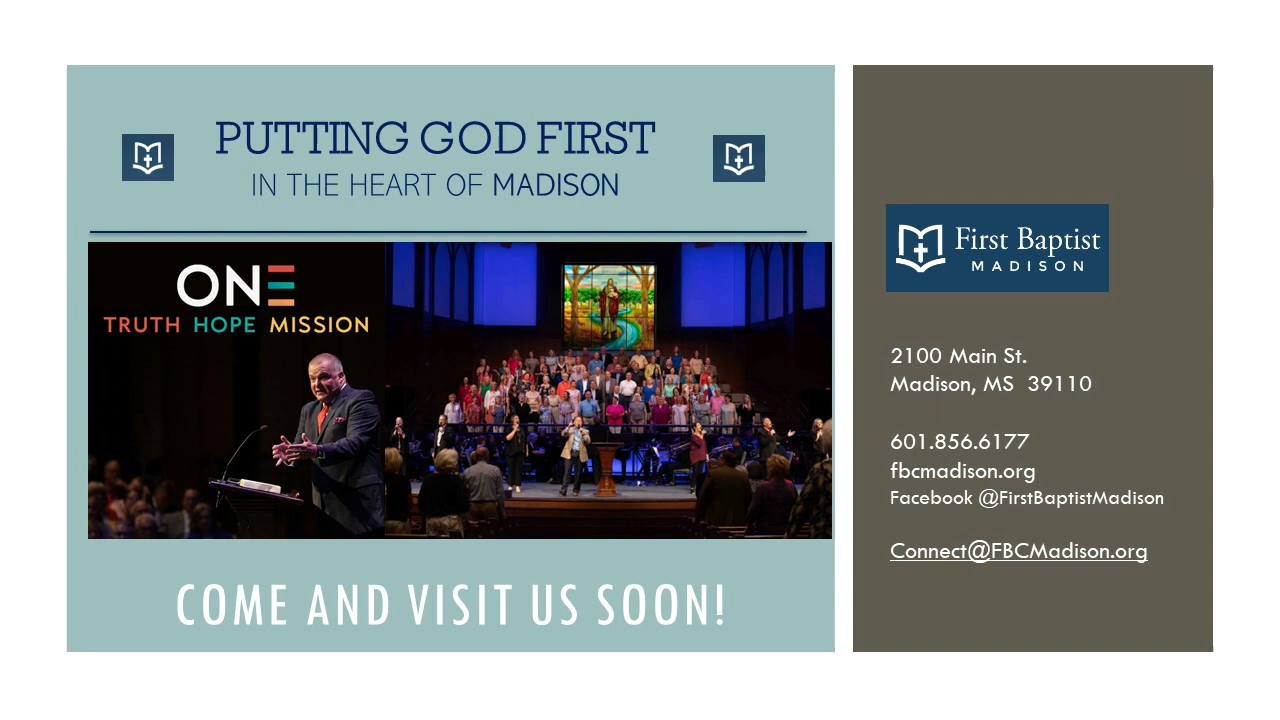 PUTTING GOD FIRST
IN THE HEART OF MADISON
ONE
TRUTH HOPE MISSION
COME AND VISIT US SOON!
First Baptist
MADISON
2100 Main St.
Madison, MS  39110
601.856.6177
fbcmadison.org
Facebook @FirstBaptistMadison
Connect@FBCMadison.org